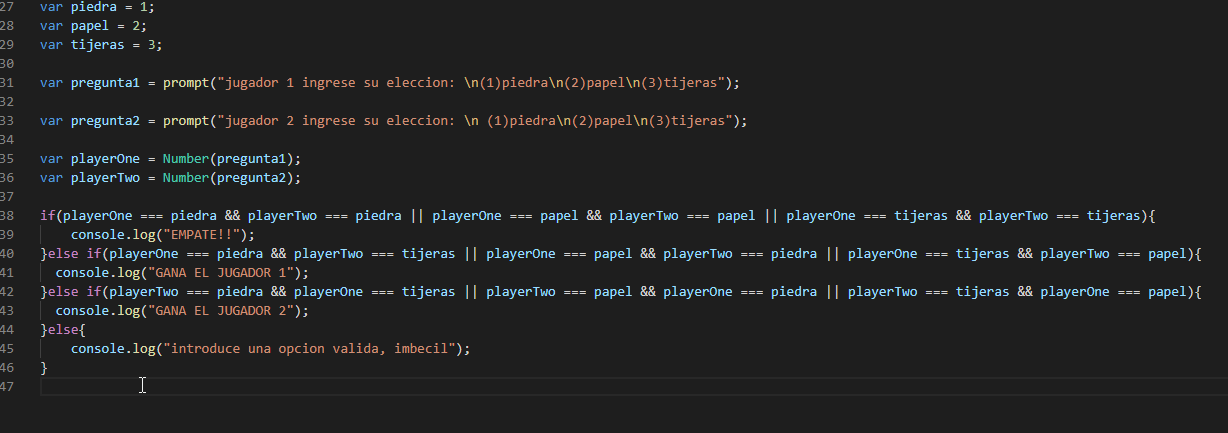 27 var piedra = 1;
28 var papel = 2;
29 var tijeras = 3;
30
31 var pregunta1 = prompt("jugador 1 ingrese su eleccion: \n(1)piedra\n(2)papel\n(3)tijeras");
32
33 var pregunta2 = prompt("jugador 2 ingrese su eleccion: \n (1)piedra\n(2)papel\n(3)tijeras");
34
35 var playerOne = Number(pregunta1);
36 var playerTwo = Number(pregunta2);
37
38 if(playerOne === piedra && playerTwo === piedra || playerOne === papel && playerTwo === papel || playerOne === tijeras && playerTwo === tijeras){
39     console.log("EMPATE!!");
40 }else if(playerOne === piedra && playerTwo === tijeras || playerOne === papel && playerTwo === piedra || playerOne === tijeras && playerTwo === papel){
41   console.log("GANA EL JUGADOR 1");
42 }else if(playerTwo === piedra && playerOne === tijeras || playerTwo === papel && playerOne === piedra || playerTwo === tijeras && playerOne === papel){
43   console.log("GANA EL JUGADOR 2");
44 }else{
45     console.log("introduce una opcion valida, imbecil");
46 }
47